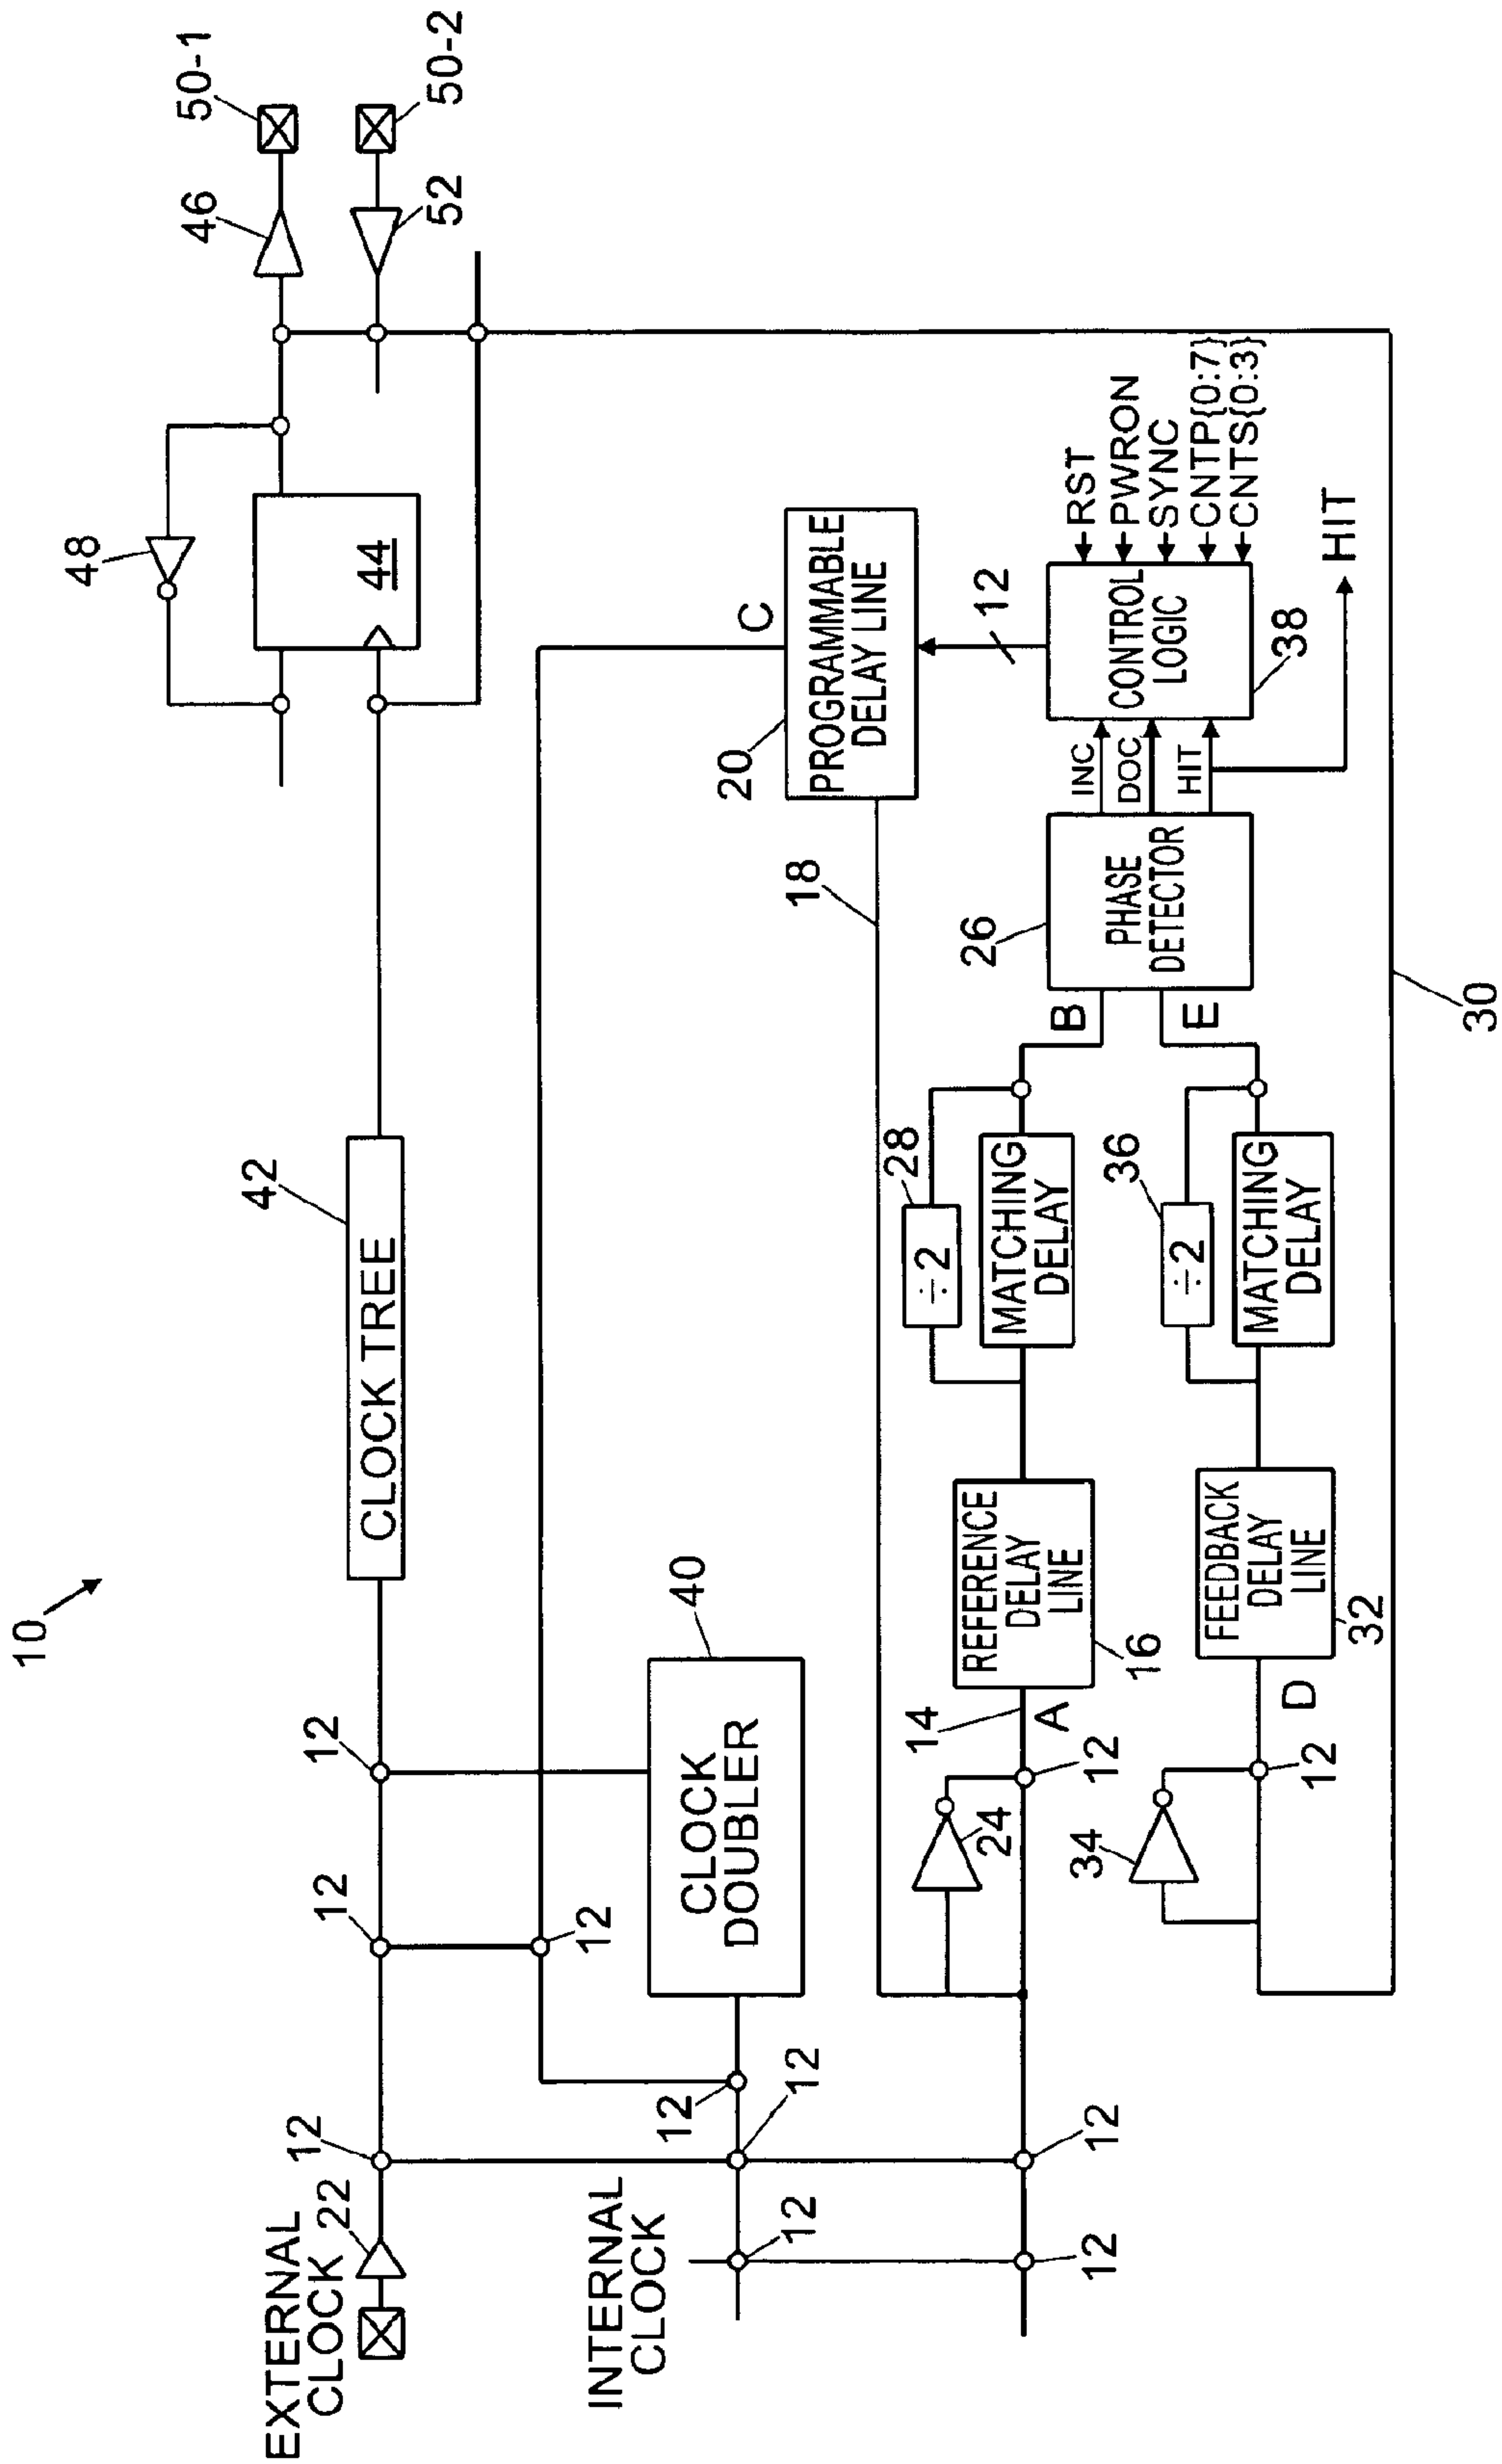 10
EXTERNAL
CLOCK
22
12
12
12
CLOCK TREE
42
48
44
46
50-1
52
50-2
INTERNAL
CLOCK
12
12
12
12
CLOCK
DOUBLER
40
C
20
PROGRAMMABLE
DELAY LINE
18
12
12
12
24
12
14
A
REFERENCE
DELAY
LINE
16
÷2
28
MATCHING
DELAY
B
26
PHASE
DETECTOR
INC
DOC
HIT
CONTROL
LOGIC
38
RST
PWRON
SYNC
CNTP{0:7}
CNTS{0:3}
HIT
34
12
D
FEEDBACK
DELAY
LINE
32
÷2
36
MATCHING
DELAY
E
30